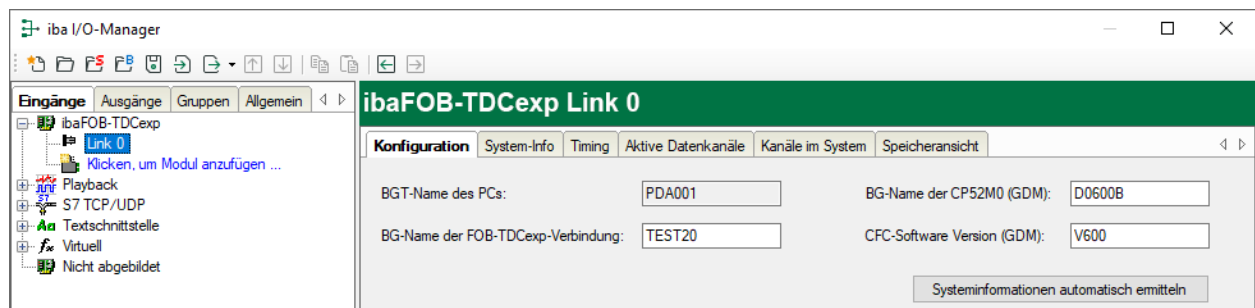 iba I/O-Manager
Eingänge Ausgänge Gruppen Allgemein
ibaFOB-TDCexp
Link 0
Klicken, um Modul anzufügen ...
Playback
S7 TCP/UDP
Textschnittstelle
Virtuell
Nicht abgebildet
ibaFOB-TDCexp Link 0
Konfiguration System-Info Timing Aktive Datenkanäle Kanäle im System Speicheransicht
BGT-Name des PCs: PDA001 BG-Name der CP52M0 (GDM): D0600B
BG-Name der FOB-TDCexp-Verbindung: TEST20 CFC-Software Version (GDM): V600
Systeminformationen automatisch ermitteln